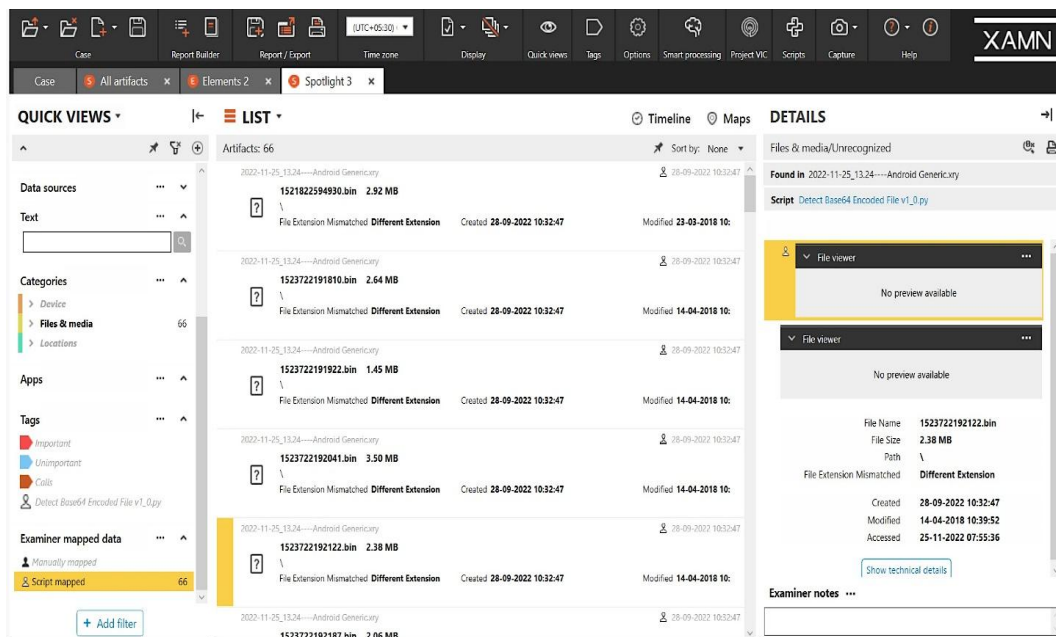 (UTC+05:30)
Case
Report Builder
Report / Export
Time zone
Display
Quick views
Tags
Options
Smart processing
Project VIC
Scripts
Capture
Help
XAMN
Case
All artifacts
Elements 2
Spotlight 3
QUICK VIEWS
Data sources
Text
Categories
Device
Files & media 66
Locations
Apps
Tags
Important
Unimportant
Calls
Detect Base64 Encoded File v1_0.py
Examiner mapped data
Manually mapped
Script mapped 66
+ Add filter
LIST
Timeline Maps
Artifacts: 66 Sort by: None
2022-11-25_13.24----Android Generic.xry 28-09-2022 10:32:47
1521822594930.bin 2.92 MB
\
File Extension Mismatched Different Extension Created 28-09-2022 10:32:47 Modified 23-03-2018 10:
2022-11-25_13.24----Android Generic.xry 28-09-2022 10:32:47
1523722191810.bin 2.64 MB
\
File Extension Mismatched Different Extension Created 28-09-2022 10:32:47 Modified 14-04-2018 10:
2022-11-25_13.24----Android Generic.xry 28-09-2022 10:32:47
1523722191922.bin 1.45 MB
\
File Extension Mismatched Different Extension Created 28-09-2022 10:32:47 Modified 14-04-2018 10:
2022-11-25_13.24----Android Generic.xry 28-09-2022 10:32:47
1523722192041.bin 3.50 MB
\
File Extension Mismatched Different Extension Created 28-09-2022 10:32:47 Modified 14-04-2018 10:
2022-11-25_13.24----Android Generic.xry 28-09-2022 10:32:47
1523722192122.bin 2.38 MB
\
File Extension Mismatched Different Extension Created 28-09-2022 10:32:47 Modified 14-04-2018 10:
2022-11-25_13.24----Android Generic.xry 28-09-2022 10:32:47
1523722192187.bin 2.06 MB
DETAILS
Files & media/Unrecognized
Found in 2022-11-25_13.24----Android Generic.xry
Script Detect Base64 Encoded File v1_0.py
File viewer
No preview available
File viewer
No preview available
File Name 1523722192122.bin
File Size 2.38 MB
Path \
File Extension Mismatched Different Extension
Created 28-09-2022 10:32:47
Modified 14-04-2018 10:39:52
Accessed 25-11-2022 07:55:36
Show technical details
Examiner notes